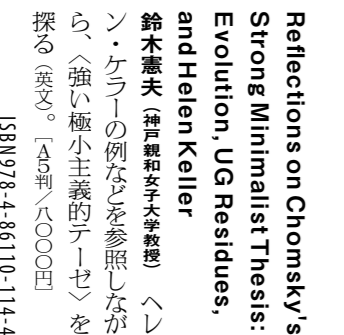 Reflections on Chomsky's
Strong Minimalist Thesis:
Evolution, UG Residues,
and Helen Keller
鈴木憲夫（神戸親和女子大学教授） ヘレ
ン・ケラーの例などを参照しなが
ら、〈強い極小主義的テーゼ〉を
探る（英文）。［A5判／八〇〇〇円］
ISBN978-4-86110-114-4